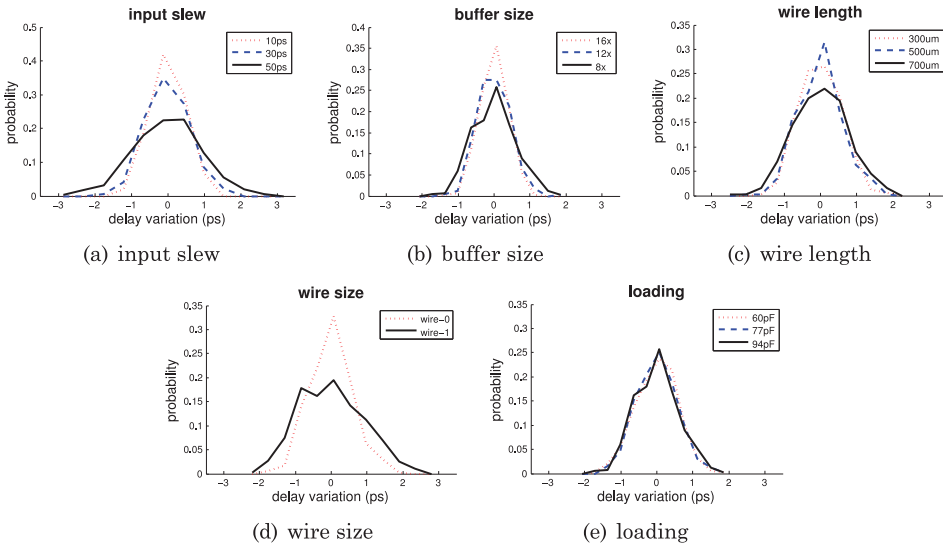 input slew
0.5
0.4
0.3
0.2
0.1
0
probability
10ps
30ps
50ps
−3 −2 −1 0 1 2 3
delay variation (ps)
(a) input slew
buffer size
0.4
0.35
0.3
0.25
0.2
0.15
0.1
0.05
0
probability
16x
12x
8x
−3 −2 −1 0 1 2 3
delay variation (ps)
(b) buffer size
wire length
0.35
0.3
0.25
0.2
0.15
0.1
0.05
0
probability
300um
500um
700um
−3 −2 −1 0 1 2 3
delay variation (ps)
(c) wire length
wire size
0.35
0.3
0.25
0.2
0.15
0.1
0.05
0
probability
wire−0
wire−1
−3 −2 −1 0 1 2 3
delay variation (ps)
(d) wire size
loading
0.35
0.3
0.25
0.2
0.15
0.1
0.05
0
probability
60pF
77pF
94pF
−3 −2 −1 0 1 2 3
delay variation (ps)
(e) loading